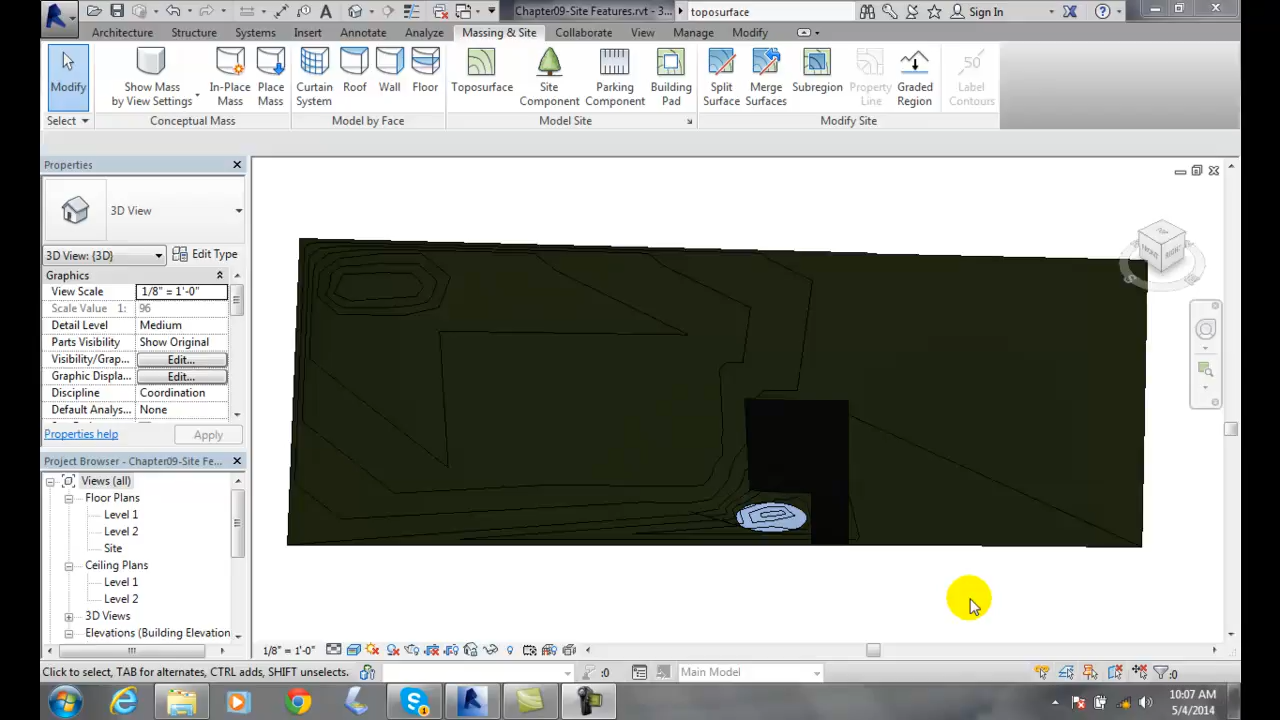 Chapter09-Site Features.rvt - 3... toposurface Sign In
Architecture Structure Systems Insert Annotate Analyze Massing & Site Collaborate View Manage Modify
Modify
Show Mass
by View Settings
In-Place
Mass
Place
Mass
Curtain
System
Roof
Wall
Floor
Toposurface
Site
Component
Parking
Component
Building
Pad
Split
Surface
Merge
Surfaces
Subregion
Property
Line
Graded
Region
50
Label
Contours
Select Conceptual Mass Model by Face Model Site Modify Site
Properties
3D View
3D View: {3D} Edit Type
Graphics
View Scale 1/8" = 1'-0"
Scale Value 1: 96
Detail Level Medium
Parts Visibility Show Original
Visibility/Grap... Edit...
Graphic Displa... Edit...
Discipline Coordination
Default Analys... None
Properties help Apply
Project Browser - Chapter09-Site Fe...
Views (all)
Floor Plans
Level 1
Level 2
Site
Ceiling Plans
Level 1
Level 2
3D Views
Elevations (Building Elevation
TOP
FRONT
RIGHT
S
1/8" = 1'-0"
Click to select, TAB for alternates, CTRL adds, SHIFT unselects. :0 Main Model :0
1
10:07 AM
5/4/2014